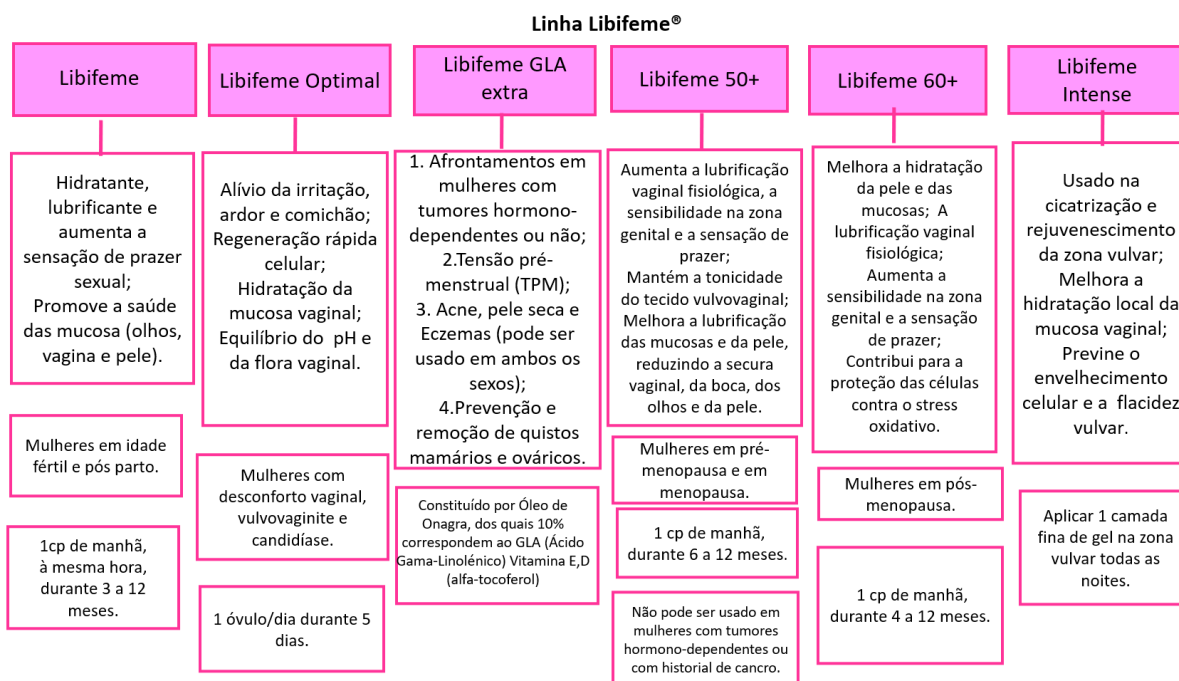 Linha Libifeme®
Libifeme
Hidratante,
lubrificante e
aumenta a
sensação de prazer
sexual;
Promove a saúde
das mucosa (olhos,
vagina e pele).
Mulheres em idade
fértil e pós parto.
1cp de manhã,
à mesma hora,
durante 3 a 12
meses.
Libifeme Optimal
Alívio da irritação,
ardor e comichão;
Regeneração rápida
celular;
Hidratação da
mucosa vaginal;
Equilíbrio do pH e
da flora vaginal.
Mulheres com
desconforto vaginal,
vulvovaginite e
candidíase.
1 óvulo/dia durante 5
dias.
Libifeme GLA
extra
1. Afrontamentos em
mulheres com
tumores hormono-
dependentes ou não;
2.Tensão pré-
menstrual (TPM);
3. Acne, pele seca e
Eczemas (pode ser
usado em ambos os
sexos);
4.Prevenção e
remoção de quistos
mamários e ováricos.
Constituído por Óleo de
Onagra, dos quais 10%
correspondem ao GLA (Ácido
Gama-Linolénico) Vitamina E,D
(alfa-tocoferol)
Libifeme 50+
Aumenta a lubrificação
vaginal fisiológica, a
sensibilidade na zona
genital e a sensação de
prazer;
Mantém a tonicidade
do tecido vulvovaginal;
Melhora a lubrificação
das mucosas e da pele,
reduzindo a secura
vaginal, da boca, dos
olhos e da pele.
Mulheres em pré-
menopausa e em
menopausa.
1 cp de manhã,
durante 6 a 12 meses.
Não pode ser usado em
mulheres com tumores
hormono-dependentes ou
com historial de cancro.
Libifeme 60+
Melhora a hidratação
da pele e das
mucosas; A
lubrificação vaginal
fisiológica;
Aumenta a
sensibilidade na zona
genital e a sensação
de prazer;
Contribui para a
proteção das células
contra o stress
oxidativo.
Mulheres em pós-
menopausa.
1 cp de manhã,
durante 4 a 12 meses.
Libifeme
Intense
Usado na
cicatrização e
rejuvenescimento
da zona vulvar;
Melhora a
hidratação local da
mucosa vaginal;
Previne o
envelhecimento
celular e a flacidez
vulvar.
Aplicar 1 camada
fina de gel na zona
vulvar todas as
noites.